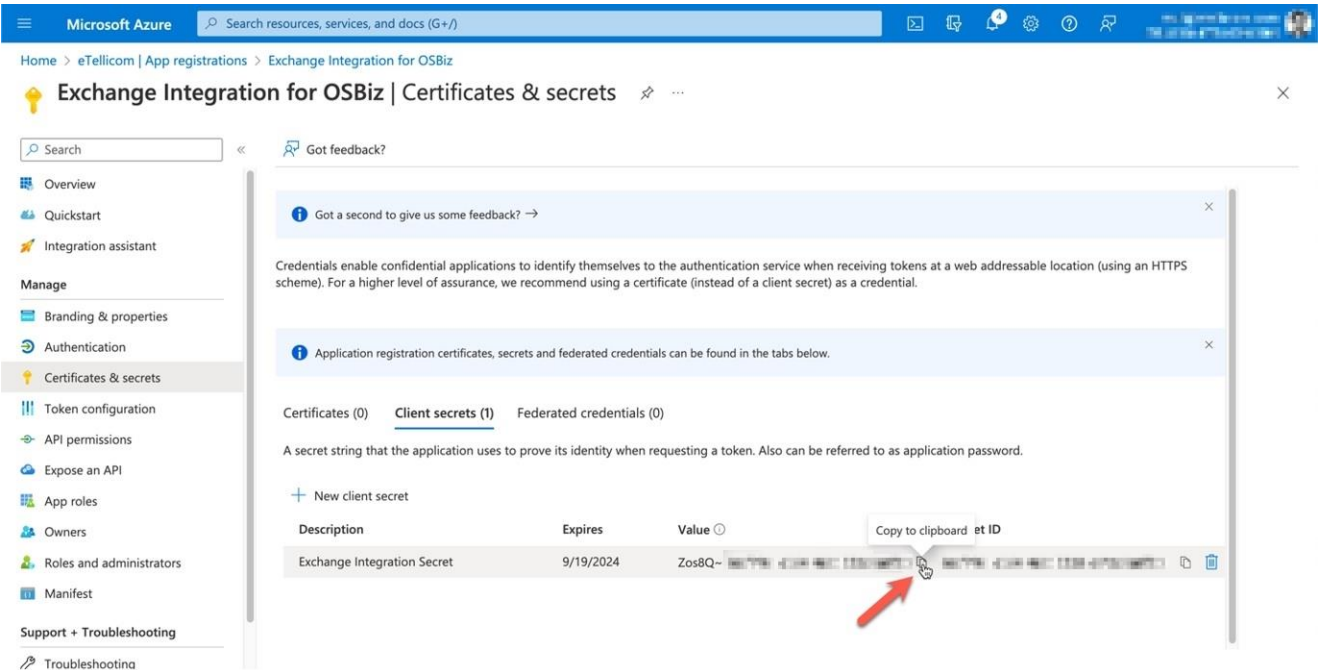 Microsoft Azure
Search resources, services, and docs (G+/)
4
Home > eTellicom | App registrations > Exchange Integration for OSBiz
Exchange Integration for OSBiz | Certificates & secrets
Search
Got feedback?
Overview
Quickstart
Integration assistant
Manage
Branding & properties
Authentication
Certificates & secrets
Token configuration
API permissions
Expose an API
App roles
Owners
Roles and administrators
Manifest
Support + Troubleshooting
Troubleshooting
Got a second to give us some feedback? →
Credentials enable confidential applications to identify themselves to the authentication service when receiving tokens at a web addressable location (using an HTTPS
scheme). For a higher level of assurance, we recommend using a certificate (instead of a client secret) as a credential.
Application registration certificates, secrets and federated credentials can be found in the tabs below.
Certificates (0) Client secrets (1) Federated credentials (0)
A secret string that the application uses to prove its identity when requesting a token. Also can be referred to as application password.
New client secret
Description Expires Value Copy to clipboard et ID
Exchange Integration Secret 9/19/2024 Zos8Q~